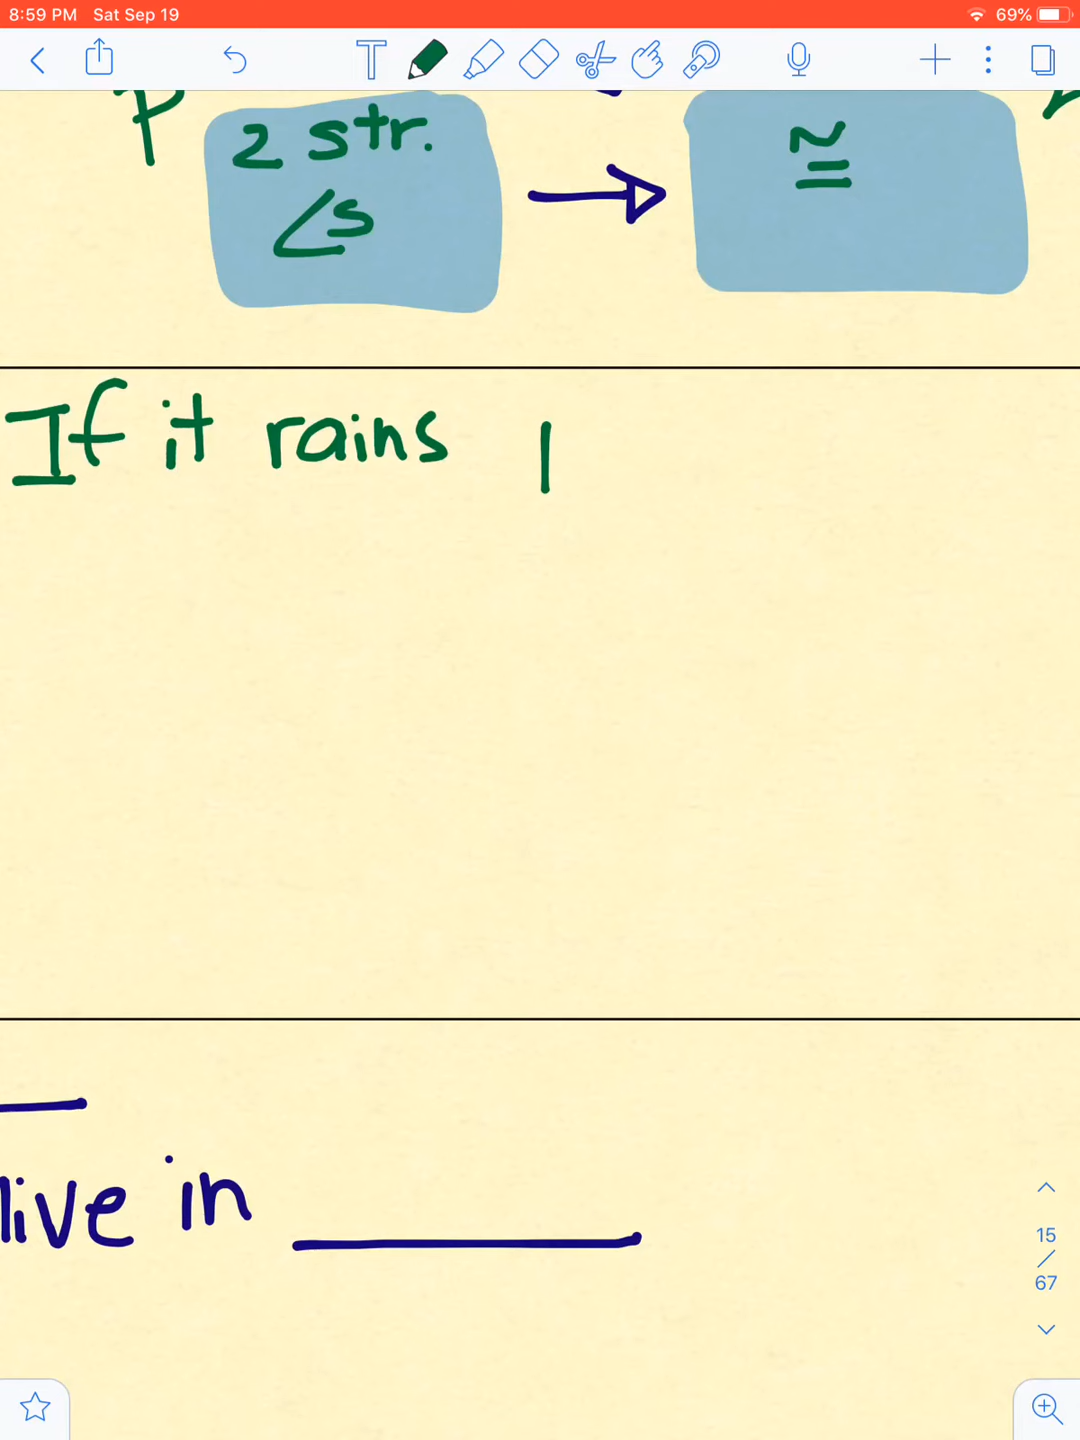 8:59 PM Sat Sep 19 69%
p
2 str.
∠s
≅
If it rains
live in
15
/
67